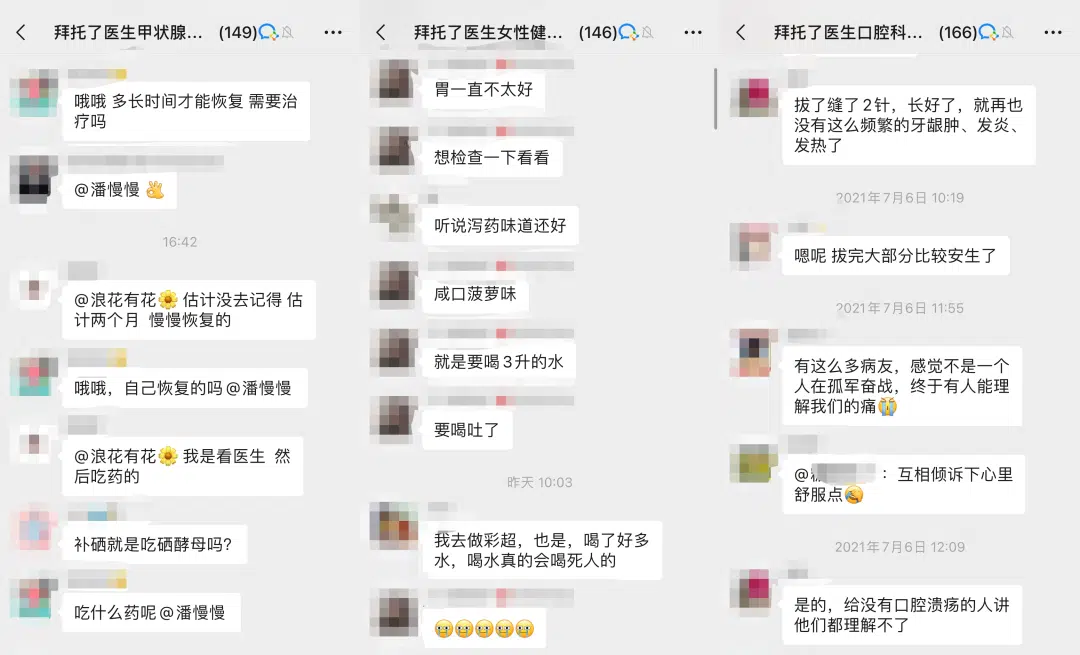 拜托了医生甲状腺... (149)
哦哦 多长时间才能恢复 需要治
疗吗
@潘慢慢
16:42
@浪花有花 估计没去记得 估
计两个月 慢慢恢复的
哦哦，自己恢复的吗@潘慢慢
@浪花有花 我是看医生 然
后吃药的
补硒就是吃硒酵母吗?
吃什么药呢@潘慢慢
拜托了医生女性健... (146)
胃一直不太好
想检查一下看看
听说泻药味道还好
咸口菠萝味
就是要喝3升的水
要喝吐了
昨天 10:03
我去做彩超，也是，喝了好多
水，喝水真的会喝死人的
拜托了医生口腔科... (166)
拔了缝了2针，长好了，就再也
没有这么频繁的牙龈肿、发炎、
发热了
2021年7月6日 10:19
嗯呢 拔完大部分比较安生了
2021年7月6日 11:55
有这么多病友，感觉不是一个
人在孤军奋战，终于有人能理
解我们的痛
@ ：互相倾诉下心里
舒服点
2021年7月6日 12:09
是的，给没有口腔溃疡的人讲
他们都理解不了